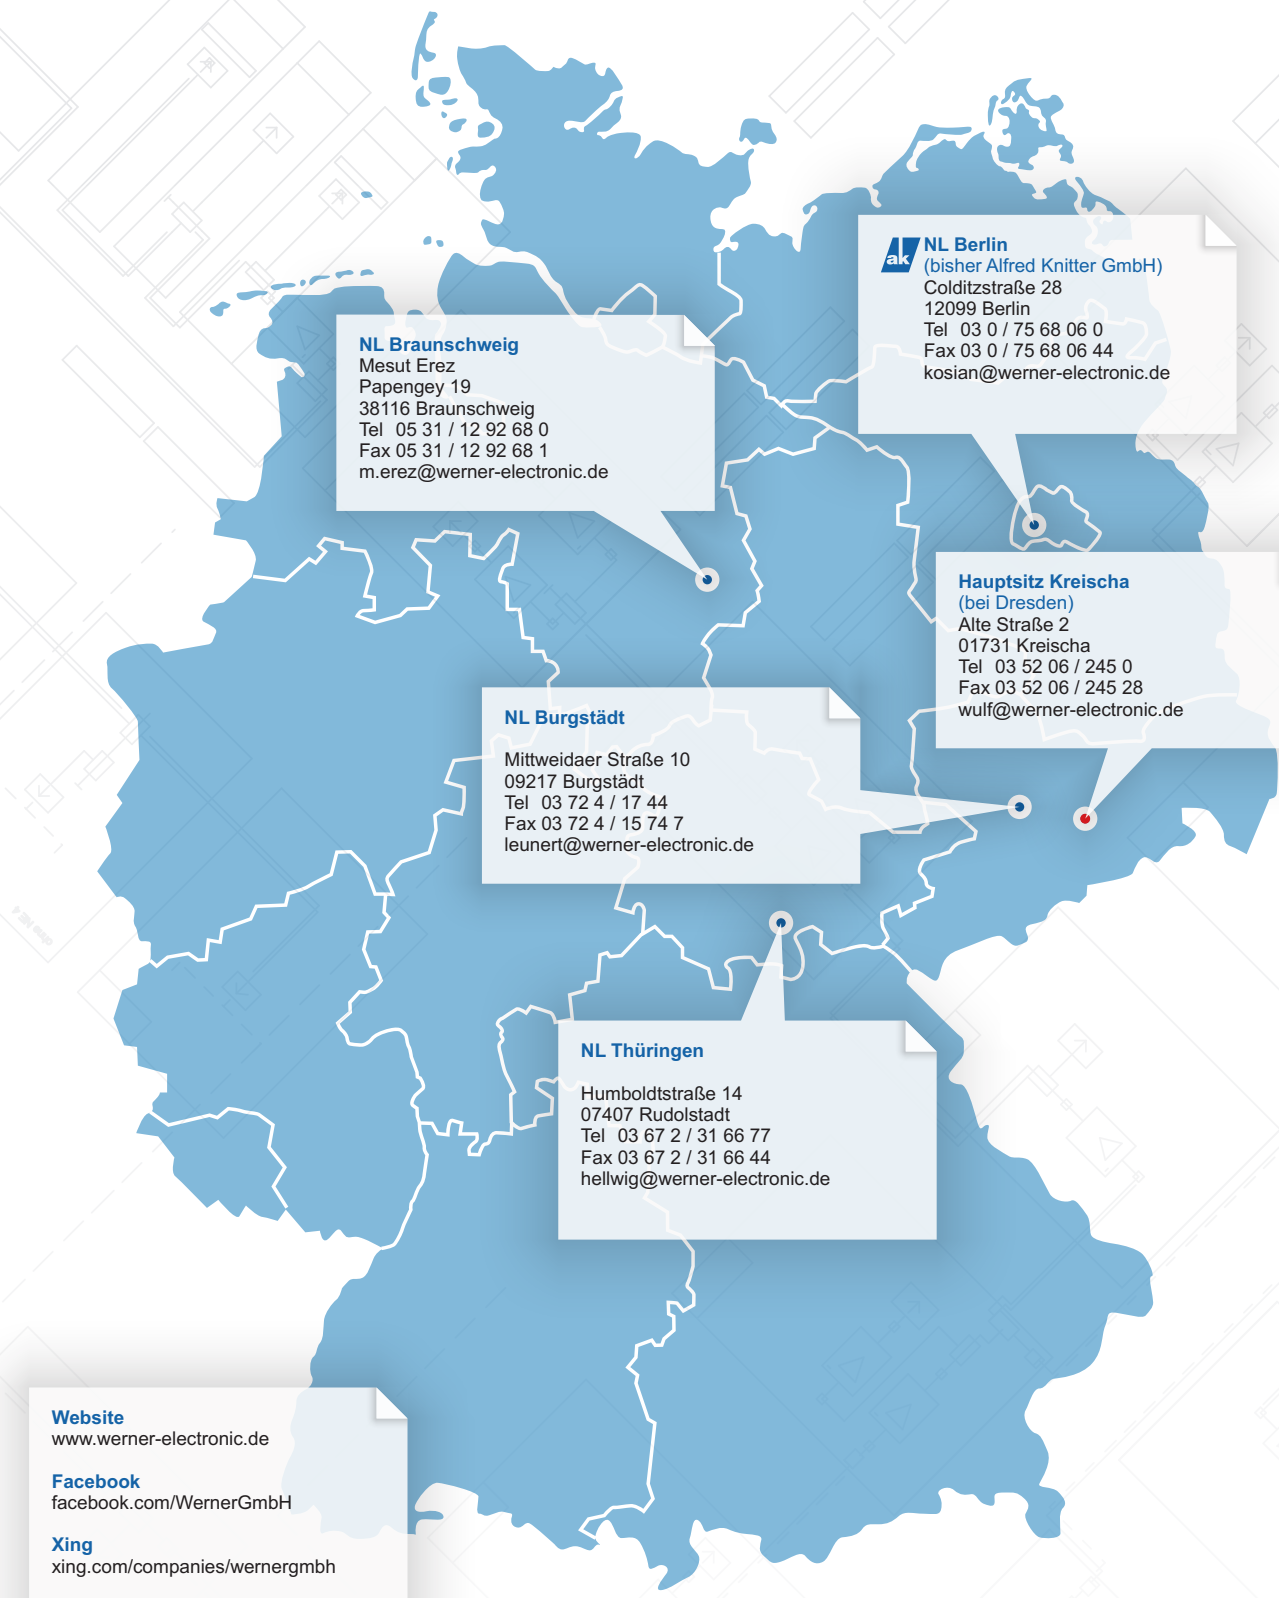 ak
NL Berlin
(bisher Alfred Knitter GmbH)
Colditzstraße 28
12099 Berlin
Tel 03 0 / 75 68 06 0
Fax 03 0 / 75 68 06 44
kosian@werner-electronic.de
NL Braunschweig
Mesut Erez
Papengey 19
38116 Braunschweig
Tel 05 31 / 12 92 68 0
Fax 05 31 / 12 92 68 1
m.erez@werner-electronic.de
Hauptsitz Kreischa
(bei Dresden)
Alte Straße 2
01731 Kreischa
Tel 03 52 06 / 245 0
Fax 03 52 06 / 245 28
wulf@werner-electronic.de
NL Burgstädt
Mittweidaer Straße 10
09217 Burgstädt
Tel 03 72 4 / 17 44
Fax 03 72 4 / 15 74 7
leunert@werner-electronic.de
NL Thüringen
Humboldtstraße 14
07407 Rudolstadt
Tel 03 67 2 / 31 66 77
Fax 03 67 2 / 31 66 44
hellwig@werner-electronic.de
Website
www.werner-electronic.de
Facebook
facebook.com/WernerGmbH
Xing
xing.com/companies/wernergmbh